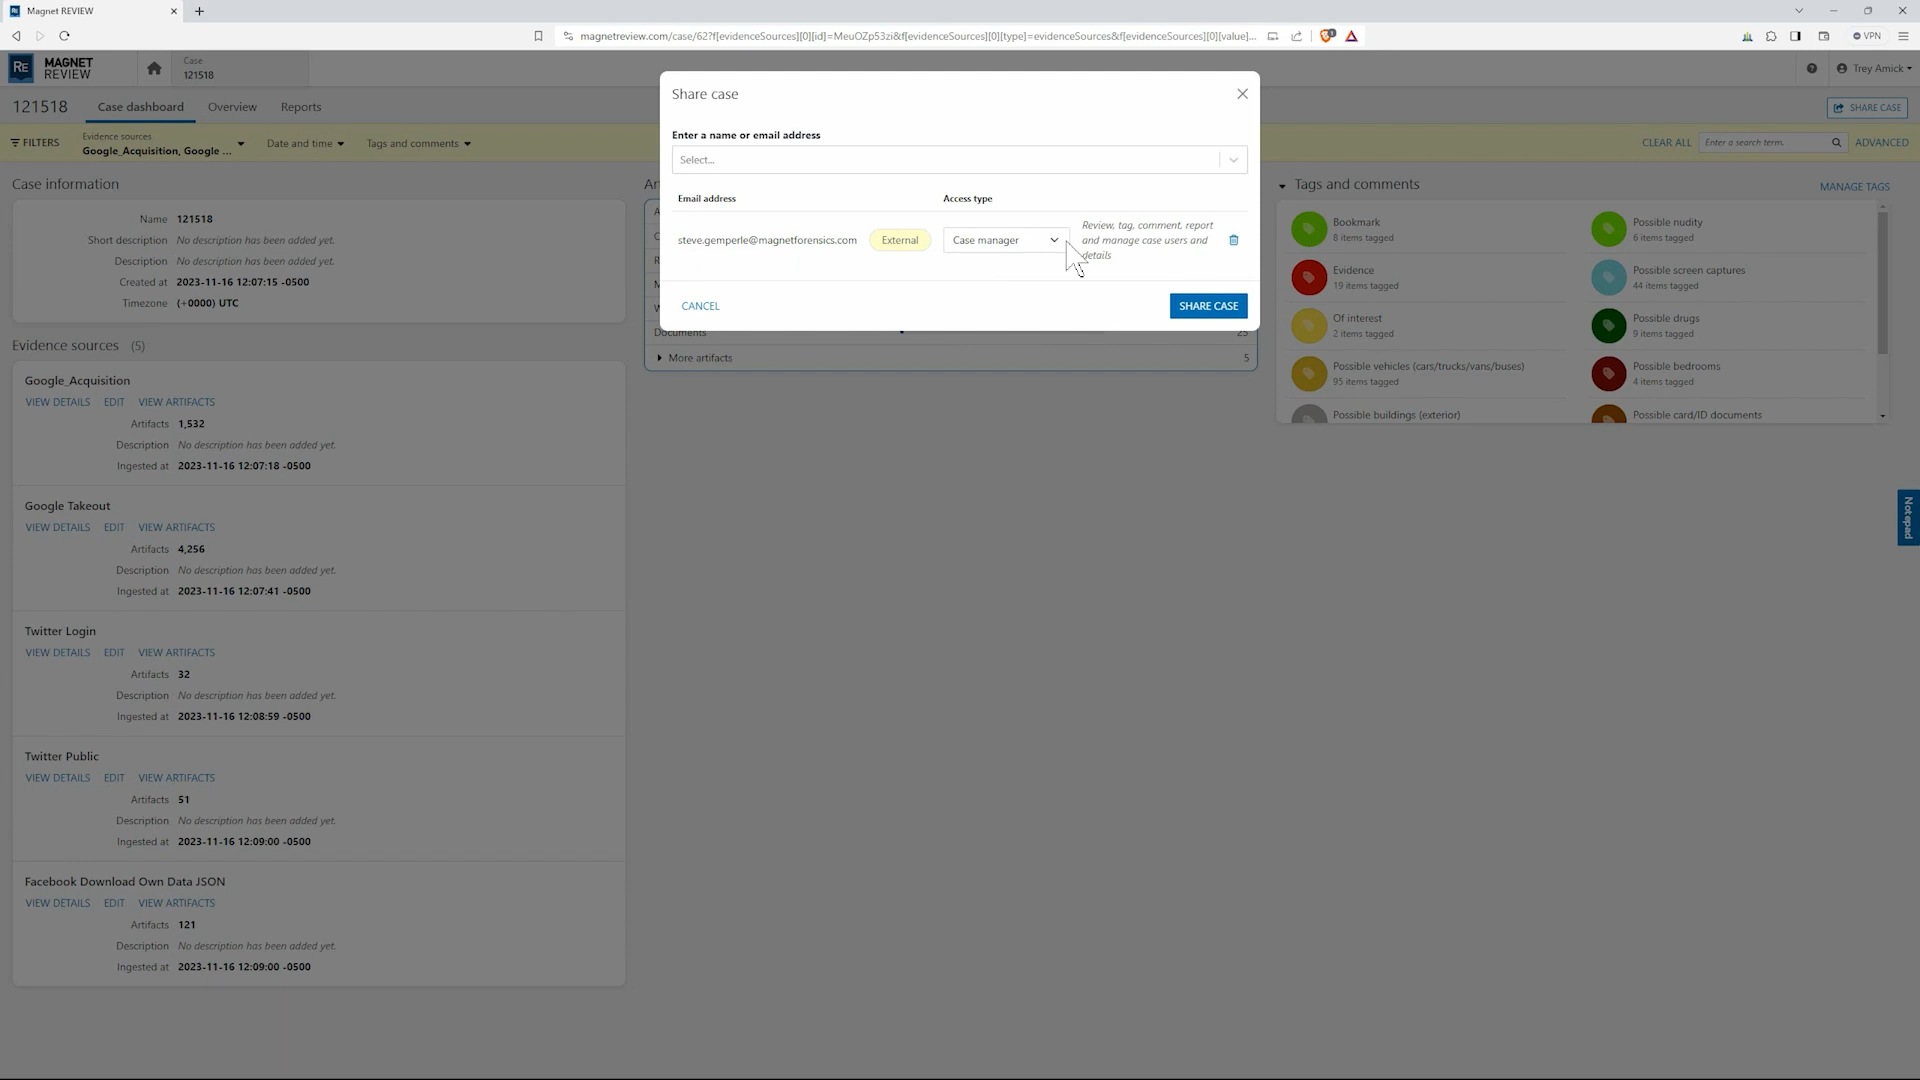 Magnet REVIEW
magnetreview.com/case/62?f[evidenceSources][0][id]=MeuOZp53zi&f[evidenceSources][0][type]=evidenceSources&f[evidenceSources][0][value]...
VPN
RE
MAGNET
REVIEW
Case
121518
Trey Amick
121518
Case dashboard
Overview
Reports
SHARE CASE
FILTERS
Evidence sources
Google_Acquisition, Google ...
Date and time
Tags and comments
CLEAR ALL
Enter a search term.
ADVANCED
Share case
Enter a name or email address
Select...
Email address
Access type
steve.gemperle@magnetforensics.com
External
Case manager
Review, tag, comment, report
and manage case users and
details
CANCEL
SHARE CASE
Case information
Name 121518
Short description No description has been added yet.
Description No description has been added yet.
Created at 2023-11-16 12:07:15 -0500
Timezone (+0000) UTC
Evidence sources (5)
Google_Acquisition
VIEW DETAILS EDIT VIEW ARTIFACTS
Artifacts 1,532
Description No description has been added yet.
Ingested at 2023-11-16 12:07:18 -0500
Google Takeout
VIEW DETAILS EDIT VIEW ARTIFACTS
Artifacts 4,256
Description No description has been added yet.
Ingested at 2023-11-16 12:07:41 -0500
Twitter Login
VIEW DETAILS EDIT VIEW ARTIFACTS
Artifacts 32
Description No description has been added yet.
Ingested at 2023-11-16 12:08:59 -0500
Twitter Public
VIEW DETAILS EDIT VIEW ARTIFACTS
Artifacts 51
Description No description has been added yet.
Ingested at 2023-11-16 12:09:00 -0500
Facebook Download Own Data JSON
VIEW DETAILS EDIT VIEW ARTIFACTS
Artifacts 121
Description No description has been added yet.
Ingested at 2023-11-16 12:09:00 -0500
Documents 25
More artifacts 5
Tags and comments
MANAGE TAGS
Bookmark
8 items tagged
Possible nudity
6 items tagged
Evidence
19 items tagged
Possible screen captures
44 items tagged
Of interest
2 items tagged
Possible drugs
9 items tagged
Possible vehicles (cars/trucks/vans/buses)
95 items tagged
Possible bedrooms
4 items tagged
Possible buildings (exterior)
Possible card/ID documents
Notepad